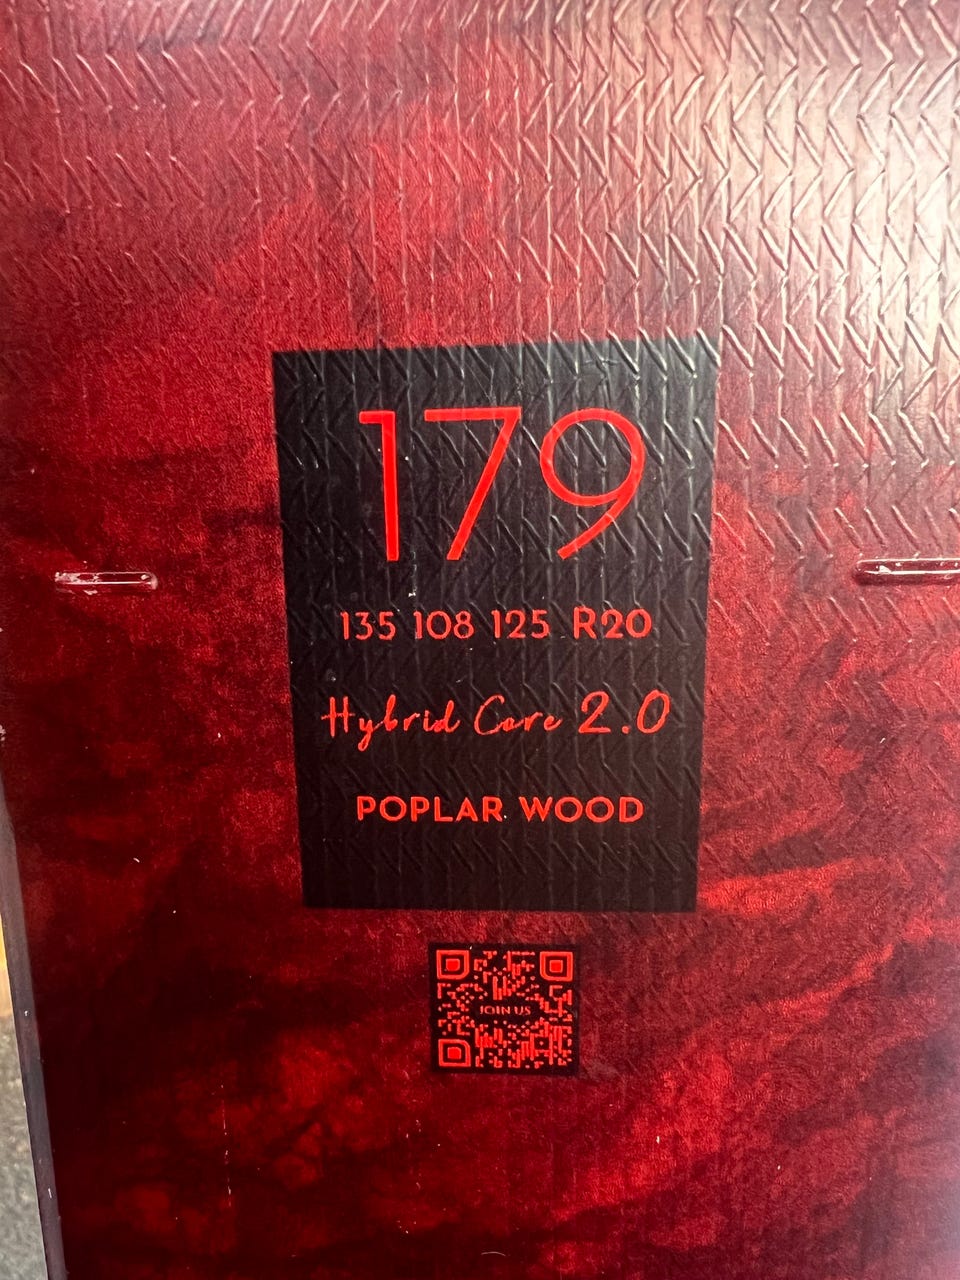 179
135 108 125 R20
Hybrid Core 2.0
POPLAR WOOD
JOIN US